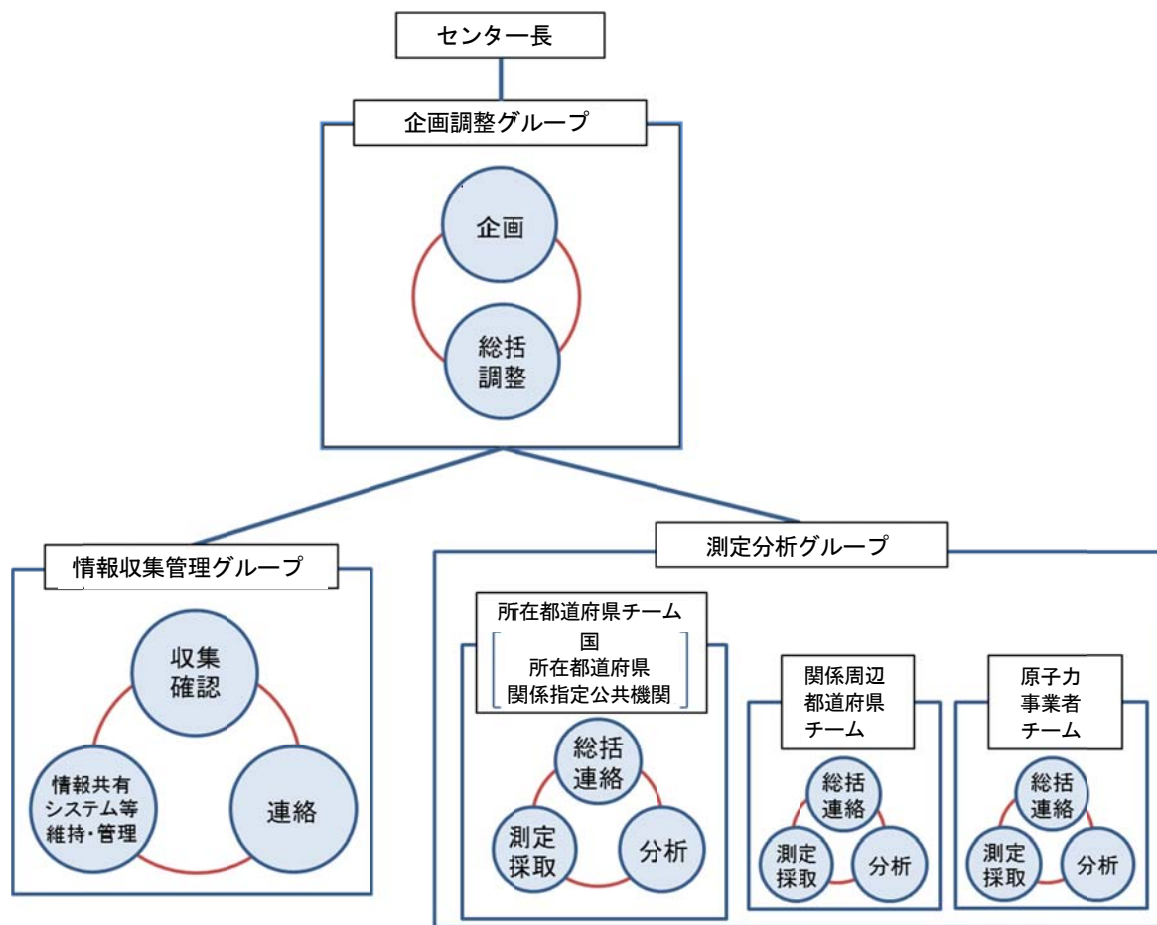 センター長
企画調整グループ
企画
総括
調整
情報収集管理グループ
収集
確認
情報共有
システム等
維持・管理
連絡
測定分析グループ
所在都道府県チーム
国
所在都道府県
関係指定公共機関
総括
連絡
測定
採取
分析
関係周辺
都道府県
チーム
総括
連絡
測定
採取
分析
原子力
事業者
チーム
総括
連絡
測定
採取
分析